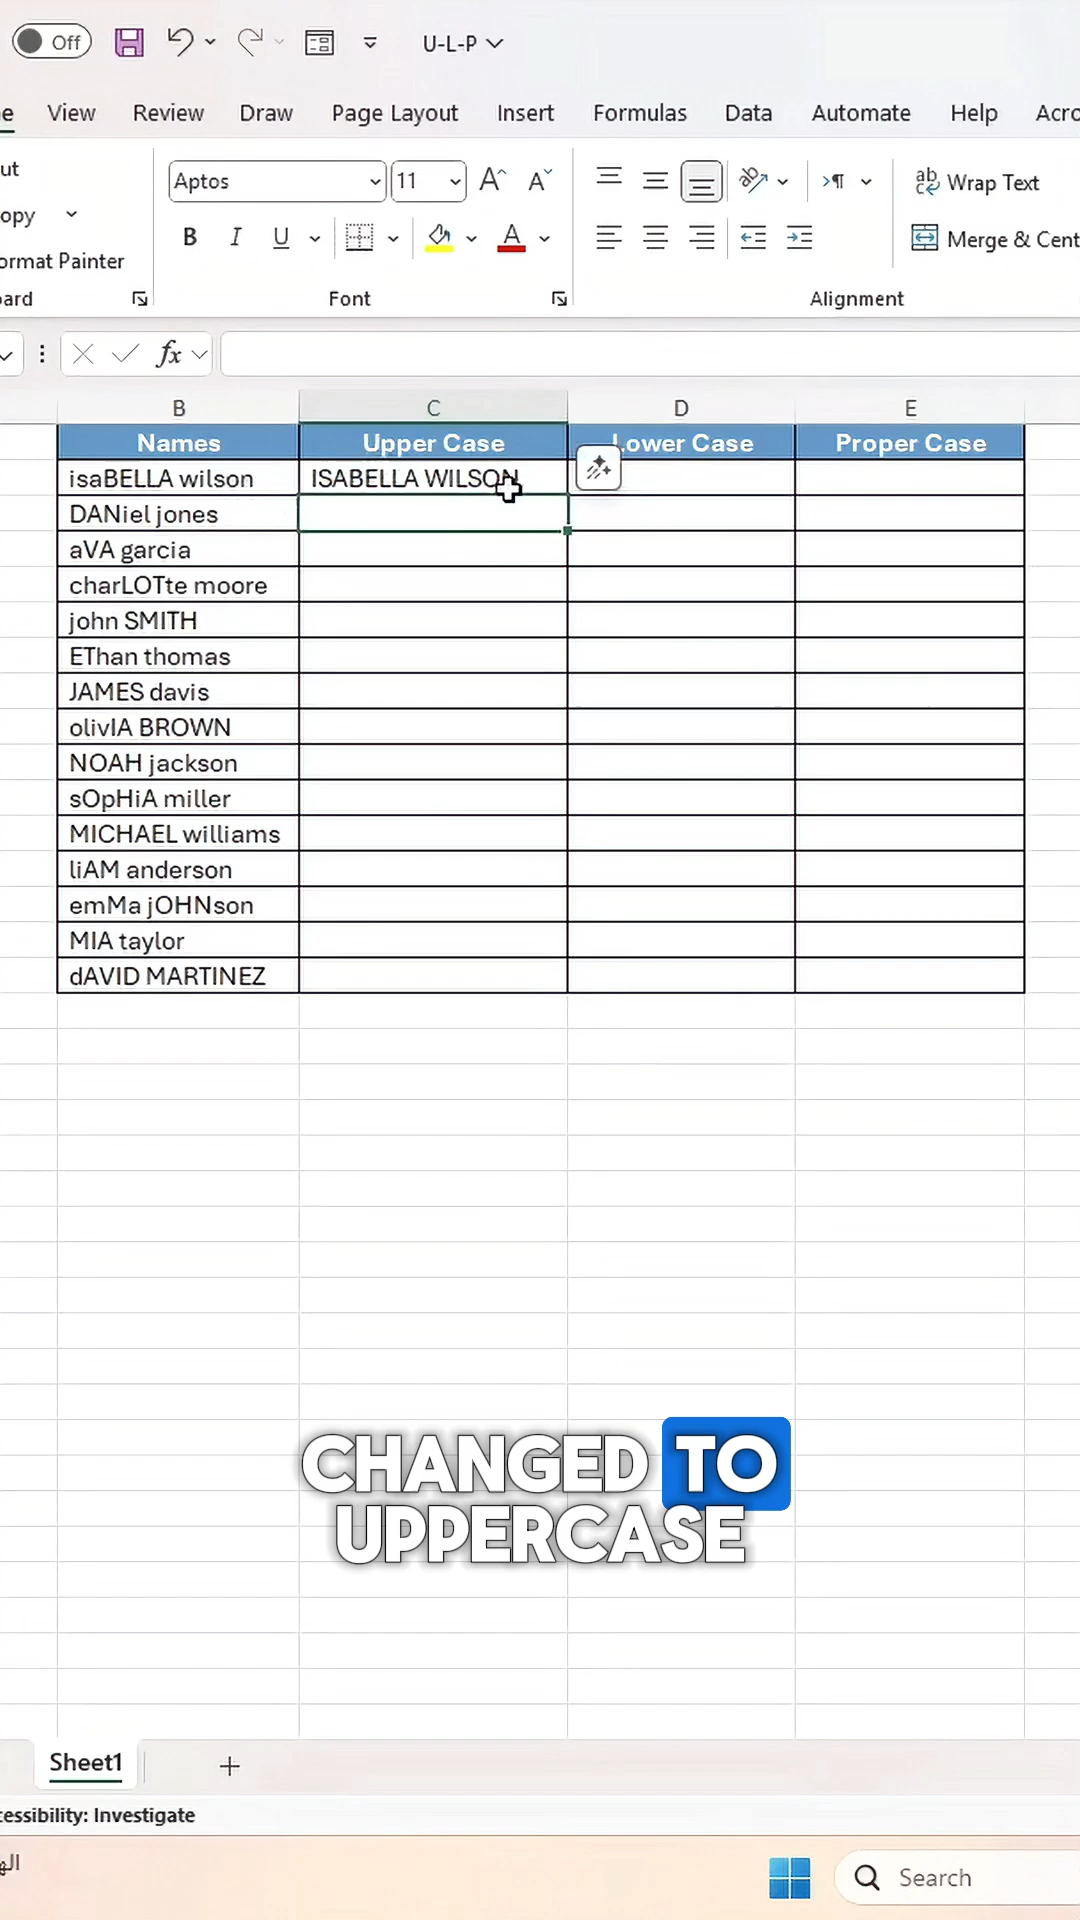 Off U-L-P
e View Review Draw Page Layout Insert Formulas Data Automate Help Acro
ut Aptos 11 Wrap Text
opy
B I U A Merge & Cent
ormat Painter
ard Font Alignment
fx
B C D E
Names Upper Case Lower Case Proper Case
isaBELLA wilson ISABELLA WILSON
DANiel jones
aVA garcia
charLOTte moore
john SMITH
EThan thomas
JAMES davis
olivIA BROWN
NOAH jackson
sOpHiA miller
MICHAEL williams
liAM anderson
emMa jOHNson
MIA taylor
dAVID MARTINEZ
CHANGED TO
UPPERCASE
Sheet1
cessibility: Investigate
Search